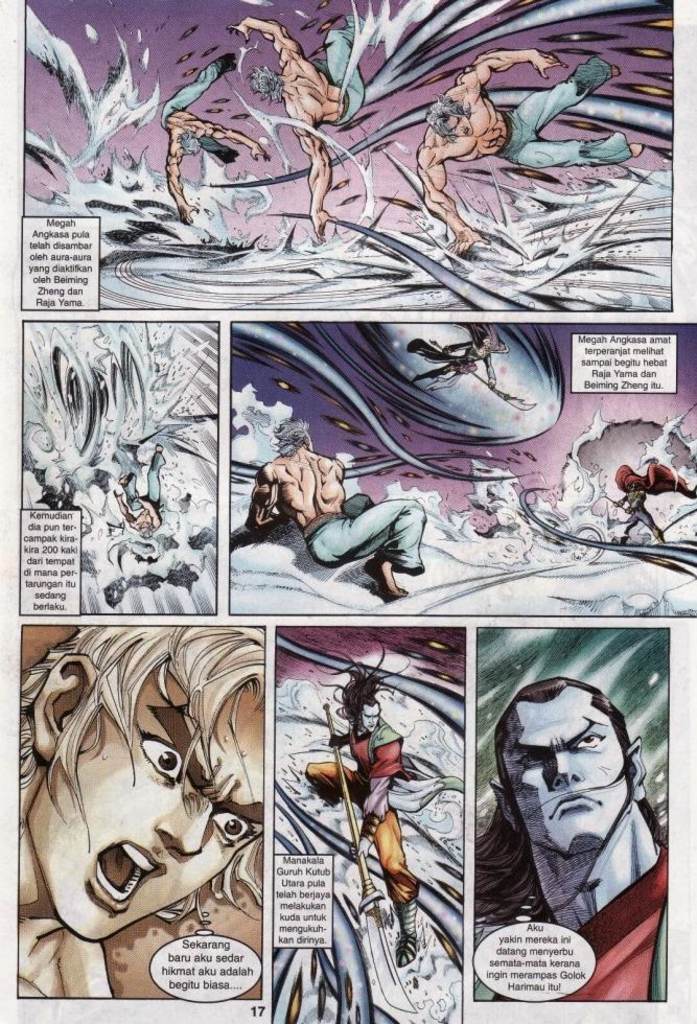 Megah
Angkasa pula
telah disambar
oleh aura-aura
yang diaktifkan
oleh Beiming
Zheng dan
Raja Yama.
Kemudian
dia pun ter-
campak kira-
kira 200 kaki
dari tempat
di mana per-
tarungan itu
sedang
berlaku.
Megah Angkasa amat
terperanjat melihat
sampai begitu hebat
Raja Yama dan
Beiming Zheng itu.
Sekarang
baru aku sedar
hikmat aku adalah
begitu biasa....
Manakala
Guruh Kutub
Utara pula
telah berjaya
melakukan
kuda untuk
mengukuh-
kan dirinya.
Aku
yakin mereka ini
datang menyerbu
semata-mata kerana
ingin merampas Golok
Harimau itu!
17